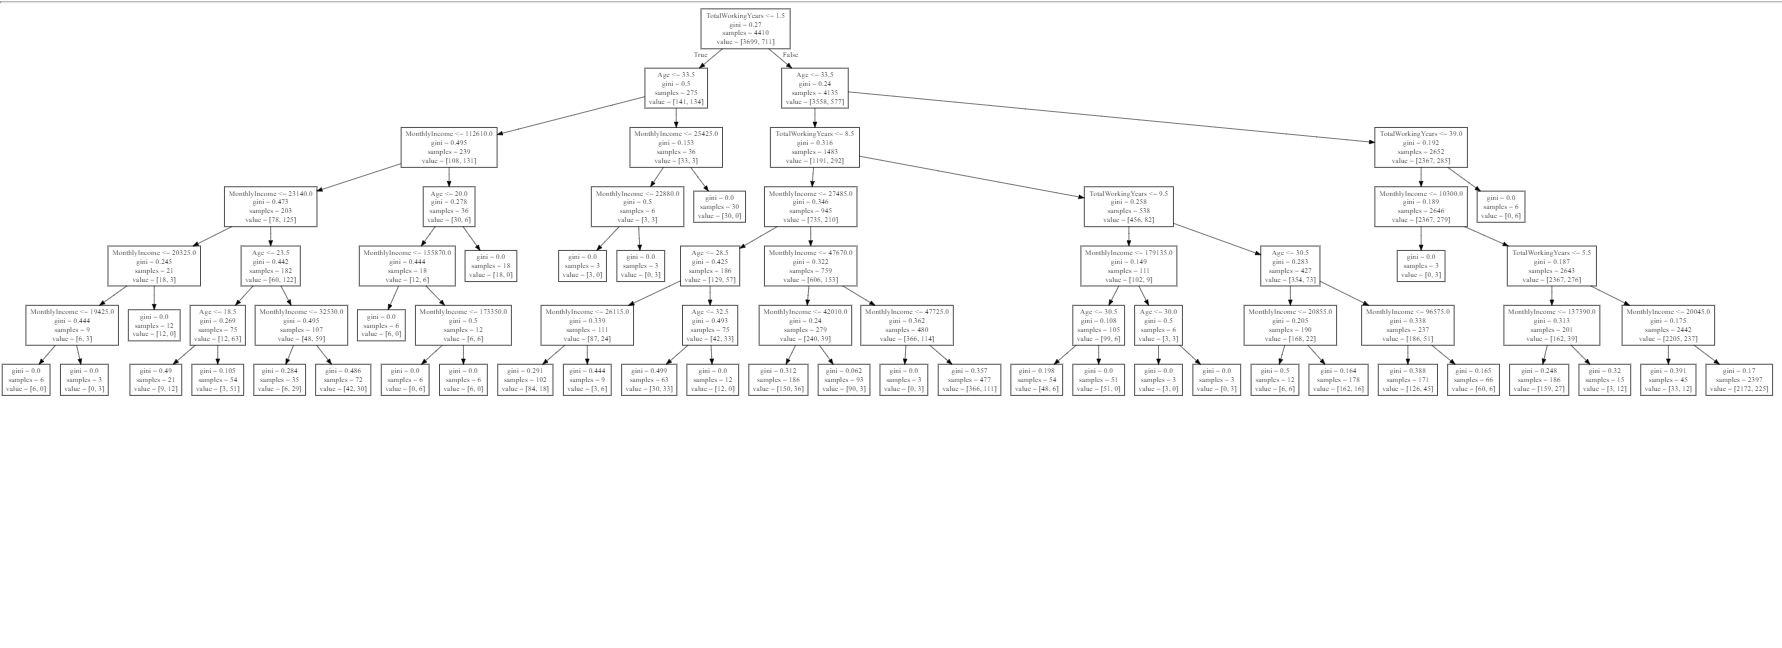 TotalWorkingYears <= 1.5
gini = 0.27
samples = 4410
value = [3699, 711]
True
False
Age <= 33.5
gini = 0.5
samples = 275
value = [141, 134]
Age <= 33.5
gini = 0.24
samples = 4135
value = [3558, 577]
MonthlyIncome <= 112610.0
gini = 0.495
samples = 239
value = [108, 131]
MonthlyIncome <= 25425.0
gini = 0.153
samples = 36
value = [33, 3]
TotalWorkingYears <= 8.5
gini = 0.316
samples = 1483
value = [1191, 292]
TotalWorkingYears <= 39.0
gini = 0.192
samples = 2652
value = [2367, 285]
MonthlyIncome <= 23140.0
gini = 0.473
samples = 203
value = [78, 125]
Age <= 20.0
gini = 0.278
samples = 36
value = [30, 6]
MonthlyIncome <= 22880.0
gini = 0.5
samples = 6
value = [3, 3]
gini = 0.0
samples = 30
value = [30, 0]
MonthlyIncome <= 27485.0
gini = 0.346
samples = 945
value = [735, 210]
TotalWorkingYears <= 9.5
gini = 0.258
samples = 538
value = [456, 82]
MonthlyIncome <= 10300.0
gini = 0.189
samples = 2646
value = [2367, 279]
gini = 0.0
samples = 6
value = [0, 6]
MonthlyIncome <= 20325.0
gini = 0.245
samples = 21
value = [18, 3]
Age <= 23.5
gini = 0.442
samples = 182
value = [60, 122]
MonthlyIncome <= 155870.0
gini = 0.444
samples = 18
value = [12, 6]
gini = 0.0
samples = 18
value = [18, 0]
gini = 0.0
samples = 3
value = [3, 0]
gini = 0.0
samples = 3
value = [0, 3]
Age <= 28.5
gini = 0.425
samples = 186
value = [129, 57]
MonthlyIncome <= 47670.0
gini = 0.322
samples = 759
value = [606, 153]
MonthlyIncome <= 179135.0
gini = 0.149
samples = 111
value = [102, 9]
Age <= 30.5
gini = 0.283
samples = 427
value = [354, 73]
gini = 0.0
samples = 3
value = [0, 3]
TotalWorkingYears <= 5.5
gini = 0.187
samples = 2643
value = [2367, 276]
MonthlyIncome <= 19425.0
gini = 0.444
samples = 9
value = [6, 3]
gini = 0.0
samples = 12
value = [12, 0]
Age <= 18.5
gini = 0.269
samples = 75
value = [12, 63]
MonthlyIncome <= 32530.0
gini = 0.495
samples = 107
value = [48, 59]
gini = 0.0
samples = 6
value = [6, 0]
MonthlyIncome <= 173350.0
gini = 0.5
samples = 12
value = [6, 6]
MonthlyIncome <= 26115.0
gini = 0.339
samples = 111
value = [87, 24]
Age <= 32.5
gini = 0.493
samples = 75
value = [42, 33]
MonthlyIncome <= 42010.0
gini = 0.24
samples = 279
value = [240, 39]
MonthlyIncome <= 47725.0
gini = 0.362
samples = 480
value = [366, 114]
Age <= 30.5
gini = 0.108
samples = 105
value = [99, 6]
Age <= 30.0
gini = 0.5
samples = 6
value = [3, 3]
MonthlyIncome <= 20855.0
gini = 0.205
samples = 190
value = [168, 22]
MonthlyIncome <= 96575.0
gini = 0.338
samples = 237
value = [186, 51]
MonthlyIncome <= 137590.0
gini = 0.313
samples = 201
value = [162, 39]
MonthlyIncome <= 20045.0
gini = 0.175
samples = 2442
value = [2205, 237]
gini = 0.0
samples = 6
value = [6, 0]
gini = 0.0
samples = 3
value = [0, 3]
gini = 0.49
samples = 21
value = [9, 12]
gini = 0.105
samples = 54
value = [3, 51]
gini = 0.284
samples = 35
value = [6, 29]
gini = 0.486
samples = 72
value = [42, 30]
gini = 0.0
samples = 6
value = [0, 6]
gini = 0.0
samples = 6
value = [6, 0]
gini = 0.291
samples = 102
value = [84, 18]
gini = 0.444
samples = 9
value = [3, 6]
gini = 0.499
samples = 63
value = [30, 33]
gini = 0.0
samples = 12
value = [12, 0]
gini = 0.312
samples = 186
value = [150, 36]
gini = 0.062
samples = 93
value = [90, 3]
gini = 0.0
samples = 3
value = [0, 3]
gini = 0.357
samples = 477
value = [366, 111]
gini = 0.198
samples = 54
value = [48, 6]
gini = 0.0
samples = 51
value = [51, 0]
gini = 0.0
samples = 3
value = [3, 0]
gini = 0.0
samples = 3
value = [0, 3]
gini = 0.5
samples = 12
value = [6, 6]
gini = 0.164
samples = 178
value = [162, 16]
gini = 0.388
samples = 171
value = [126, 45]
gini = 0.165
samples = 66
value = [60, 6]
gini = 0.248
samples = 186
value = [159, 27]
gini = 0.32
samples = 15
value = [3, 12]
gini = 0.391
samples = 45
value = [33, 12]
gini = 0.17
samples = 2397
value = [2172, 225]